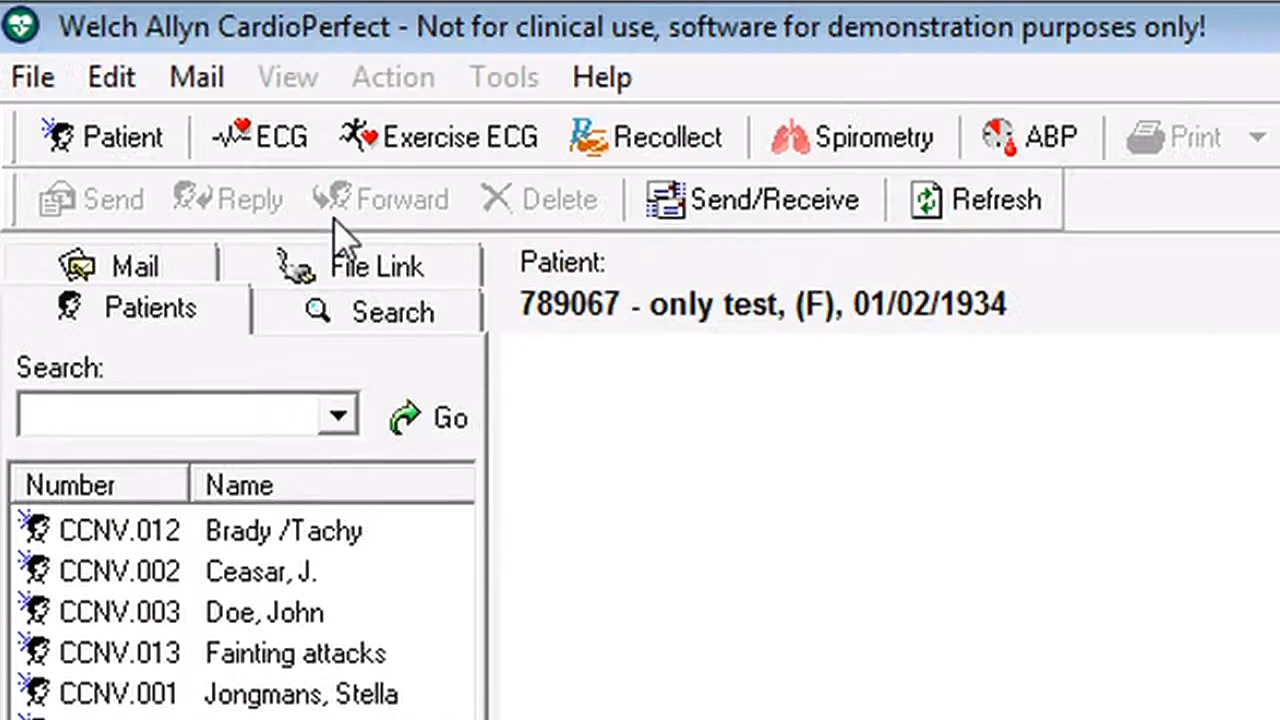 Welch Allyn CardioPerfect - Not for clinical use, software for demonstration purposes only!
File Edit Mail View Action Tools Help
Patient ECG Exercise ECG Recollect Spirometry ABP Print
Send Reply Forward Delete Send/Receive Refresh
Mail File Link
Patients Search
Patient:
789067 - only test, (F), 01/02/1934
Search:
Go
Number Name
CCNV.012 Brady /Tachy
CCNV.002 Ceasar, J.
CCNV.003 Doe, John
CCNV.013 Fainting attacks
CCNV.001 Jongmans, Stella